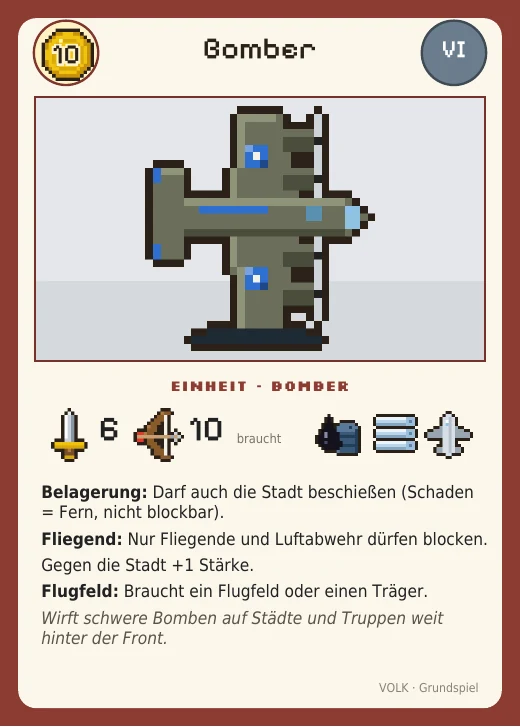 10
Bomber
VI
EINHEIT - BOMBER
6
10
braucht
Belagerung: Darf auch die Stadt beschießen (Schaden
= Fern, nicht blockbar).
Fliegend: Nur Fliegende und Luftabwehr dürfen blocken.
Gegen die Stadt +1 Stärke.
Flugfeld: Braucht ein Flugfeld oder einen Träger.
Wirft schwere Bomben auf Städte und Truppen weit
hinter der Front.
VOLK · Grundspiel